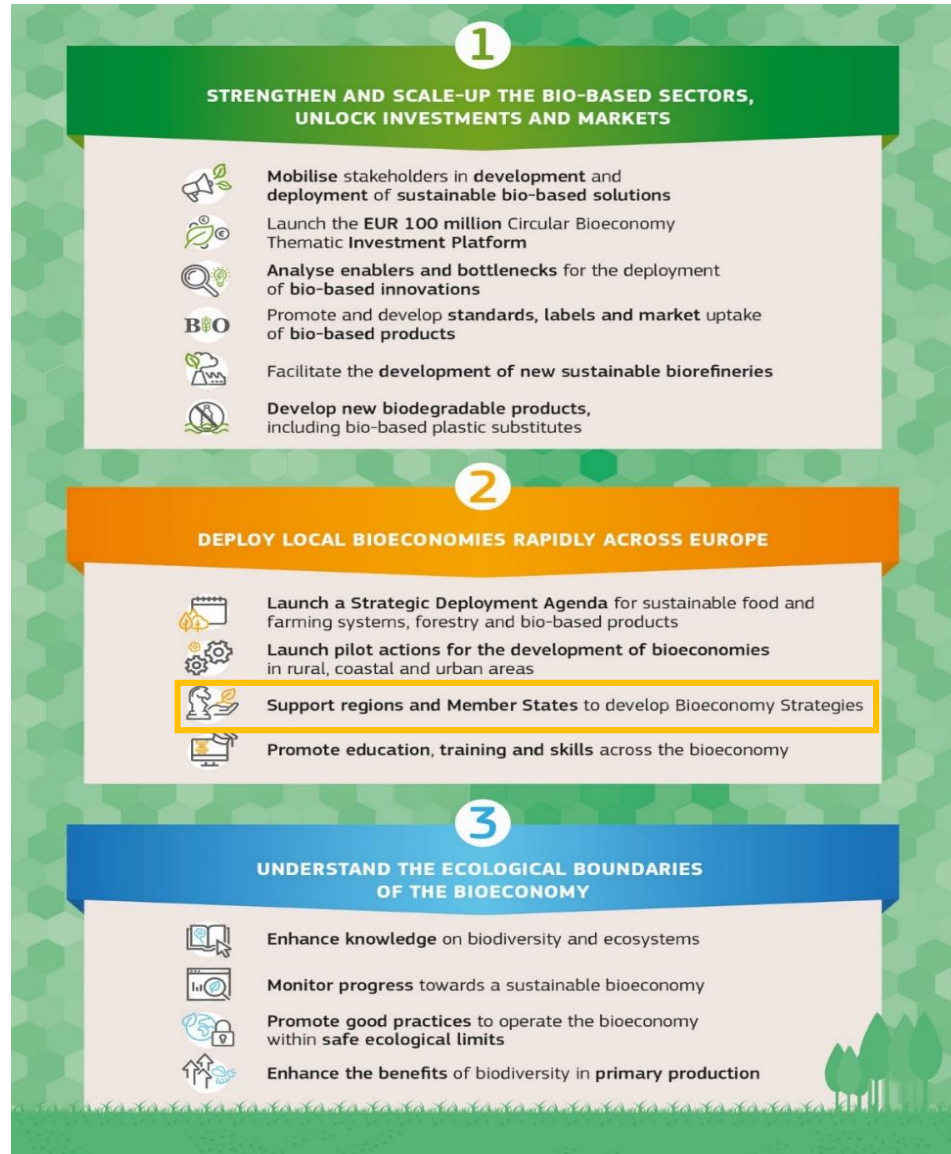 1
STRENGTHEN AND SCALE-UP THE BIO-BASED SECTORS,
UNLOCK INVESTMENTS AND MARKETS
Mobilise stakeholders in development and
deployment of sustainable bio-based solutions
Launch the EUR 100 million Circular Bioeconomy
Thematic Investment Platform
Analyse enablers and bottlenecks for the deployment
of bio-based innovations
BIO
Promote and develop standards, labels and market uptake
of bio-based products
Facilitate the development of new sustainable biorefineries
Develop new biodegradable products,
including bio-based plastic substitutes
2
DEPLOY LOCAL BIOECONOMIES RAPIDLY ACROSS EUROPE
Launch a Strategic Deployment Agenda for sustainable food and
farming systems, forestry and bio-based products
Launch pilot actions for the development of bioeconomies
in rural, coastal and urban areas
Support regions and Member States to develop Bioeconomy Strategies
Promote education, training and skills across the bioeconomy
3
UNDERSTAND THE ECOLOGICAL BOUNDARIES
OF THE BIOECONOMY
Enhance knowledge on biodiversity and ecosystems
Monitor progress towards a sustainable bioeconomy
Promote good practices to operate the bioeconomy
within safe ecological limits
Enhance the benefits of biodiversity in primary production